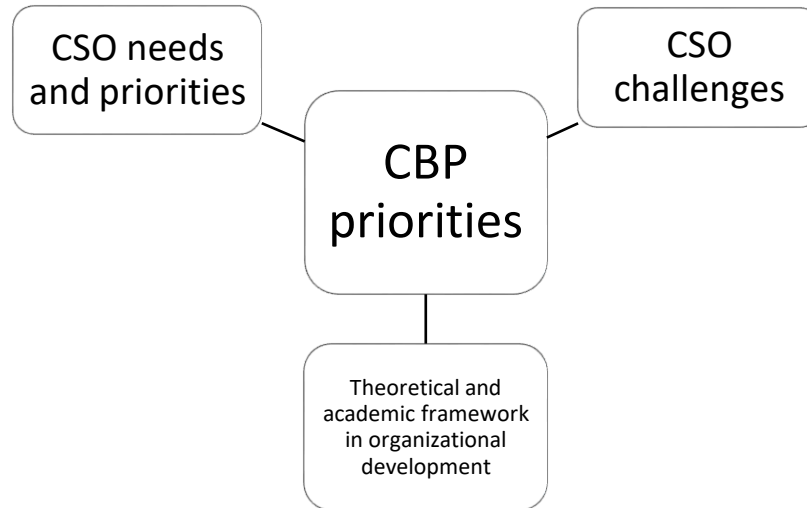 CSO needs
and priorities
CSO
challenges
CBP
priorities
Theoretical and
academic framework
in organizational
development